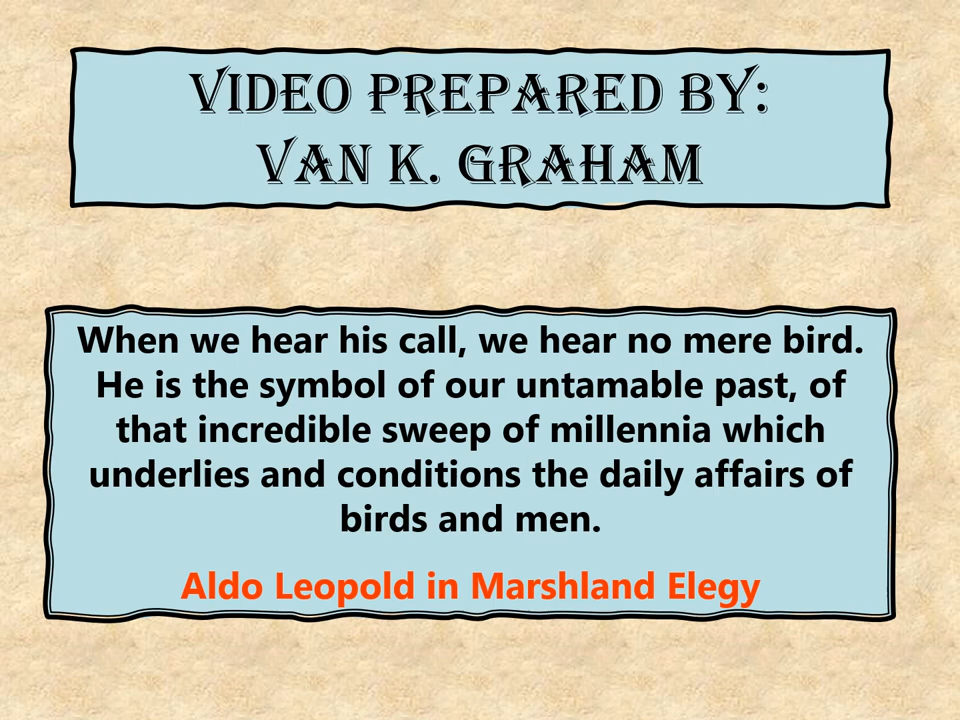 VIDEO PREPARED BY:
VAN K. GRAHAM
When we hear his call, we hear no mere bird.
He is the symbol of our untamable past, of
that incredible sweep of millennia which
underlies and conditions the daily affairs of
birds and men.
Aldo Leopold in Marshland Elegy